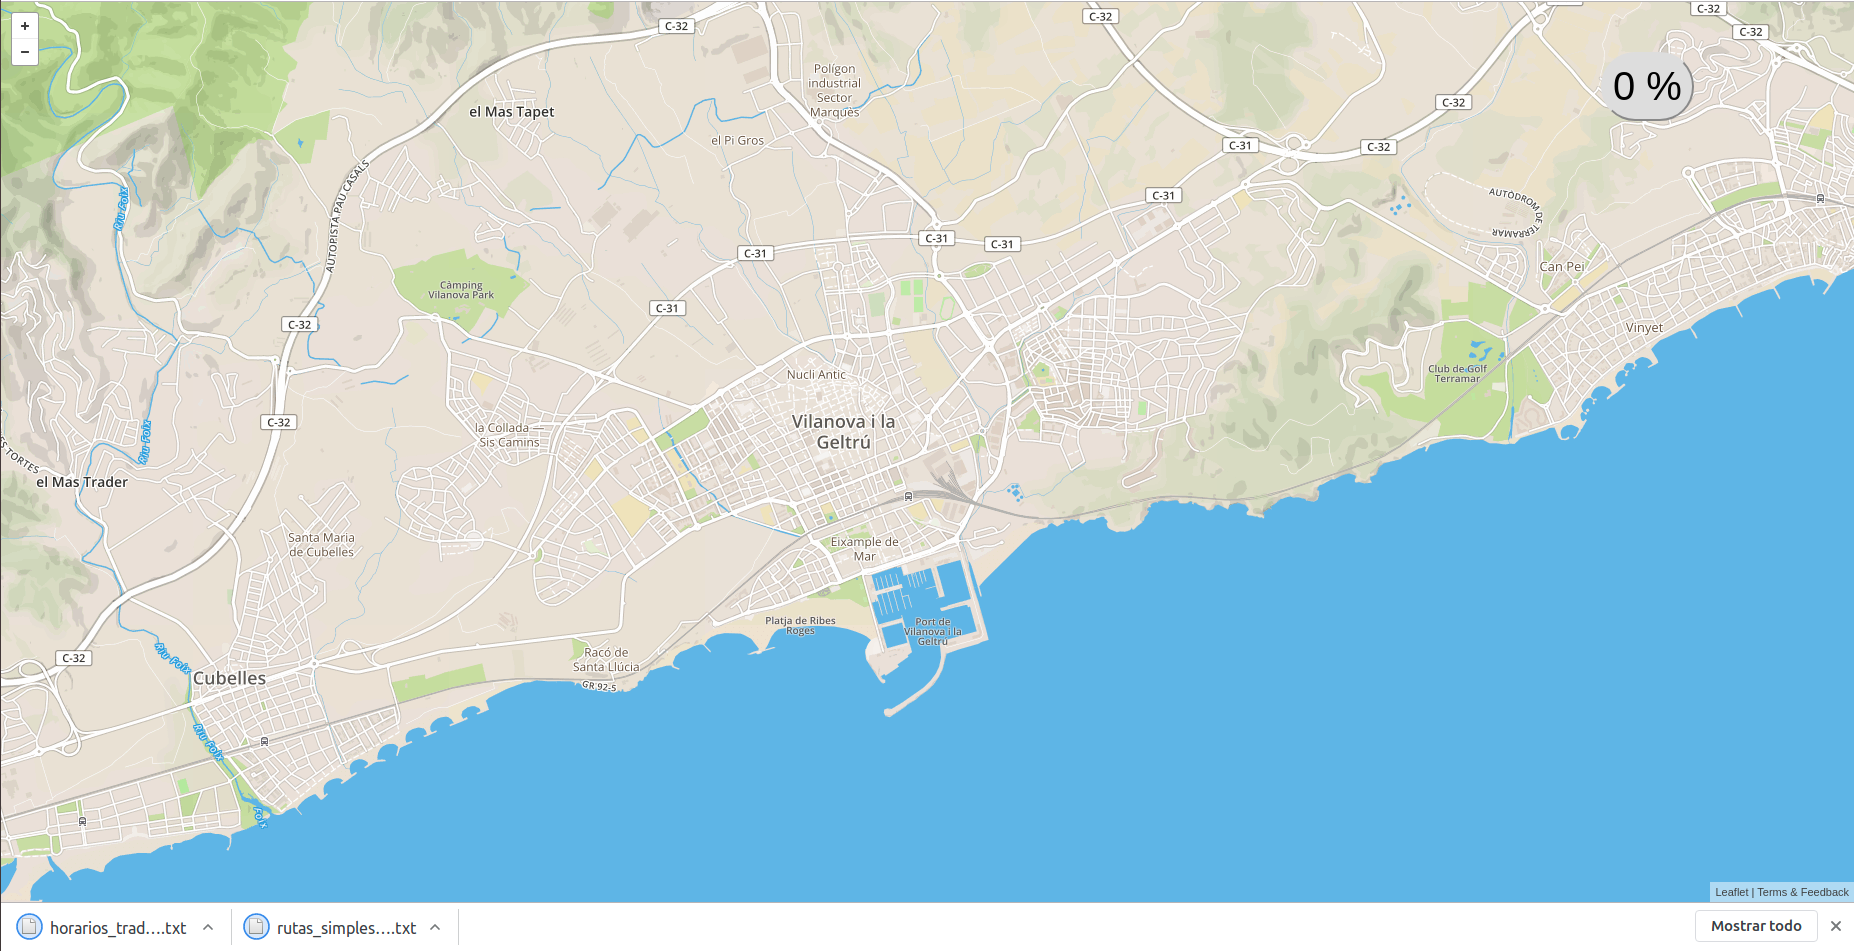 +
−
C-32
C-32
C-32
C-32
0 %
Polígon
industrial
Sector
Marquès
el Mas Tapet
el Pi Gros
C-32
C-31
C-32
AUTOPISTA PAU CASALS
Riu Foix
C-31
AUTÒDROM DE
TERRAMAR
C-31
C-31
C-31
Can Pei
Càmping
Vilanova Park
C-31
C-32
Vinyet
Nucli Antic
Club de Golf
Terramar
C-32
Vilanova i la
Geltrú
la Collada —
Sis Camins
Riu Foix
ES TORTES
el Mas Trader
Santa Maria
de Cubelles
Eixample de
Mar
Platja de Ribes
Roges
Port de
Vilanova i la
Geltrú
C-32
Riu Foix
Racó de
Santa Llúcia
Cubelles
GR 92-5
Riu Foix
Foix
Leaflet | Terms & Feedback
horarios_trad....txt
rutas_simples....txt
Mostrar todo